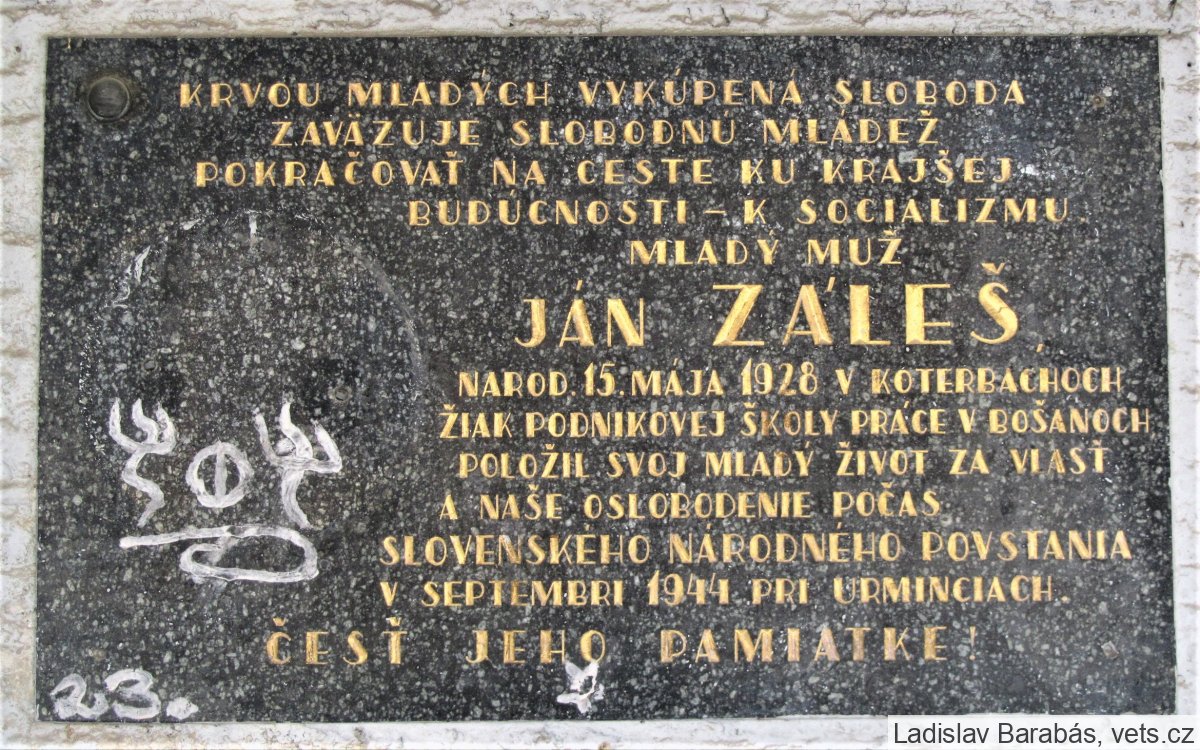 KRVOU MLADÝCH VYKÚPENÁ SLOBODA
ZAVÄZUJE SLOBODNÚ MLÁDEŽ
POKRAČOVAŤ NA CESTE KU KRAJŠEJ
BUDÚCNOSTI – K SOCIALIZMU.
MLADÝ MUŽ
JÁN ZÁLEŠ,
NAROD. 15. MÁJA 1928 V KOTERBÁCHOCH
ŽIAK PODNIKOVEJ ŠKOLY PRÁCE V BOŠANOCH
POLOŽIL SVOJ MLADÝ ŽIVOT ZA VLASŤ
A NAŠE OSLOBODENIE POČAS
SLOVENSKÉHO NÁRODNÉHO POVSTANIA
V SEPTEMBRI 1944 PRI URMINCIACH.
ČESŤ JEHO PAMIATKE!
23.
Ladislav Barabás, vets.cz